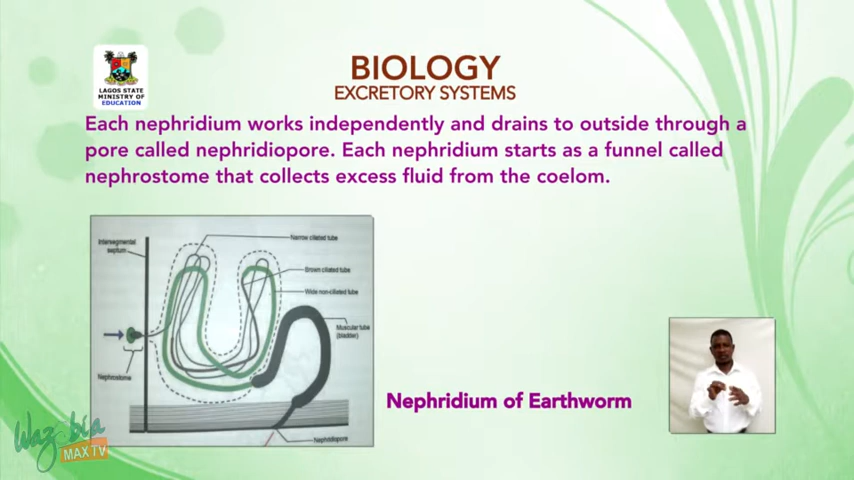 LAGOS STATE
MINISTRY OF
EDUCATION
BIOLOGY
EXCRETORY SYSTEMS
Each nephridium works independently and drains to outside through a
pore called nephridiopore. Each nephridium starts as a funnel called
nephrostome that collects excess fluid from the coelom.
Intersegmental
septum
Narrow ciliated tube
Brown ciliated tube
Wide non-ciliated tube
Muscular tube
(bladder)
Nephrostome
Nephridiopore
Nephridium of Earthworm
Wazobia
MAX TV